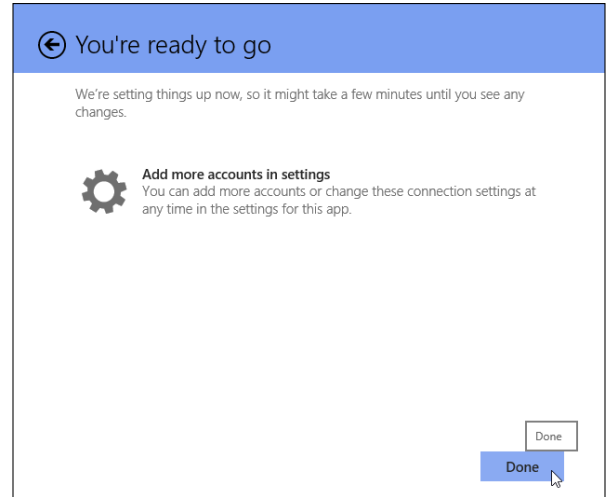 You're ready to go
We're setting things up now, so it might take a few minutes until you see any
changes.
Add more accounts in settings
You can add more accounts or change these connection settings at
any time in the settings for this app.
Done
Done